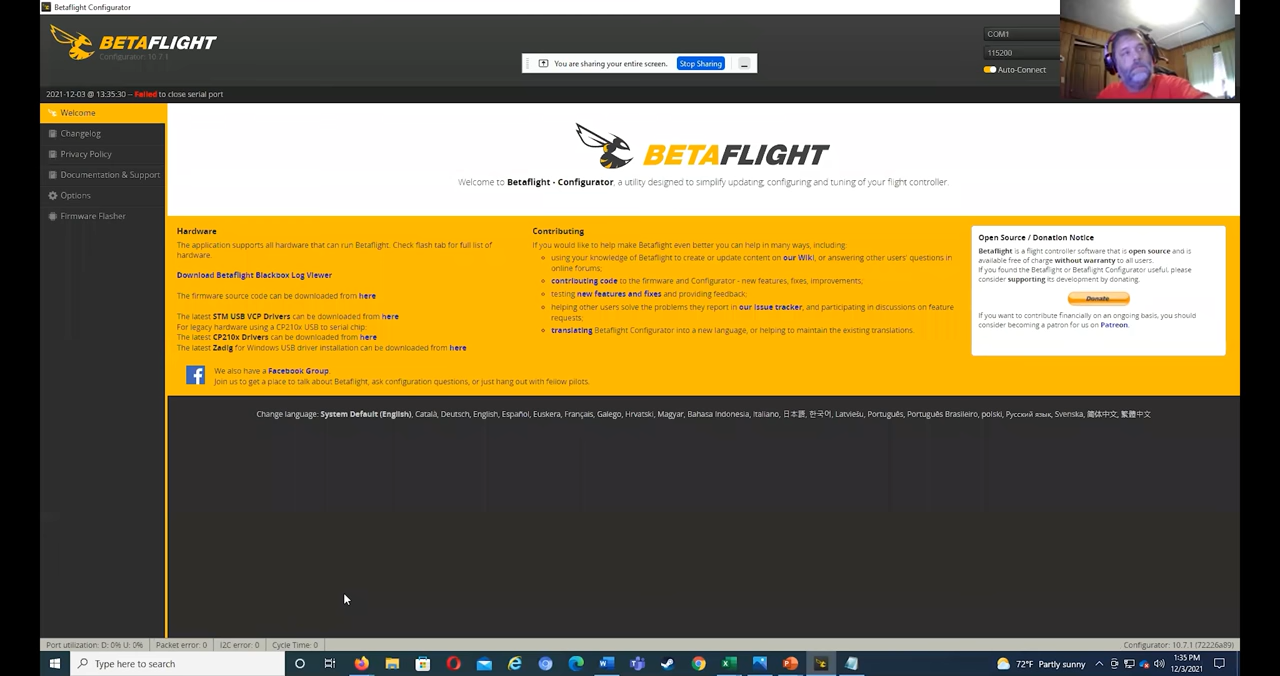 Betaflight Configurator
BETAFLIGHT
Configurator: 10.7.1
You are sharing your entire screen.
Stop Sharing
COM1
115200
Auto-Connect
2021-12-03 @ 13:35:30 -- Failed to close serial port
Welcome
Changelog
Privacy Policy
Documentation & Support
Options
Firmware Flasher
BETAFLIGHT
Welcome to Betaflight - Configurator, a utility designed to simplify updating, configuring and tuning of your flight controller.
Hardware
The application supports all hardware that can run Betaflight. Check flash tab for full list of
hardware.
Download Betaflight Blackbox Log Viewer
The firmware source code can be downloaded from here
The latest STM USB VCP Drivers can be downloaded from here
For legacy hardware using a CP210x USB to serial chip:
The latest CP210x Drivers can be downloaded from here
The latest Zadig for Windows USB driver installation can be downloaded from here
We also have a Facebook Group.
Join us to get a place to talk about Betaflight, ask configuration questions, or just hang out with fellow pilots.
Contributing
If you would like to help make Betaflight even better you can help in many ways, including:
using your knowledge of Betaflight to create or update content on our Wiki, or answering other users' questions in
online forums;
contributing code to the firmware and Configurator - new features, fixes, improvements;
testing new features and fixes and providing feedback;
helping other users solve the problems they report in our issue tracker, and participating in discussions on feature
requests;
translating Betaflight Configurator into a new language, or helping to maintain the existing translations.
Open Source / Donation Notice
Betaflight is a flight controller software that is open source and is
available free of charge without warranty to all users.
If you found the Betaflight or Betaflight Configurator useful, please
consider supporting its development by donating.
Donate
If you want to contribute financially on an ongoing basis, you should
consider becoming a patron for us on Patreon.
Change language: System Default (English), Català, Deutsch, English, Español, Euskera, Français, Galego, Hrvatski, Magyar, Bahasa Indonesia, Italiano, 日本語, 한국어, Latviešu, Português, Português Brasileiro, polski, Русский язык, Svenska, 简体中文, 繁體中文
Port utilization: D: 0% U: 0%
Packet error: 0
I2C error: 0
Cycle Time: 0
Configurator: 10.7.1 (72226a89)
Type here to search
72°F Partly sunny
1:35 PM
12/3/2021